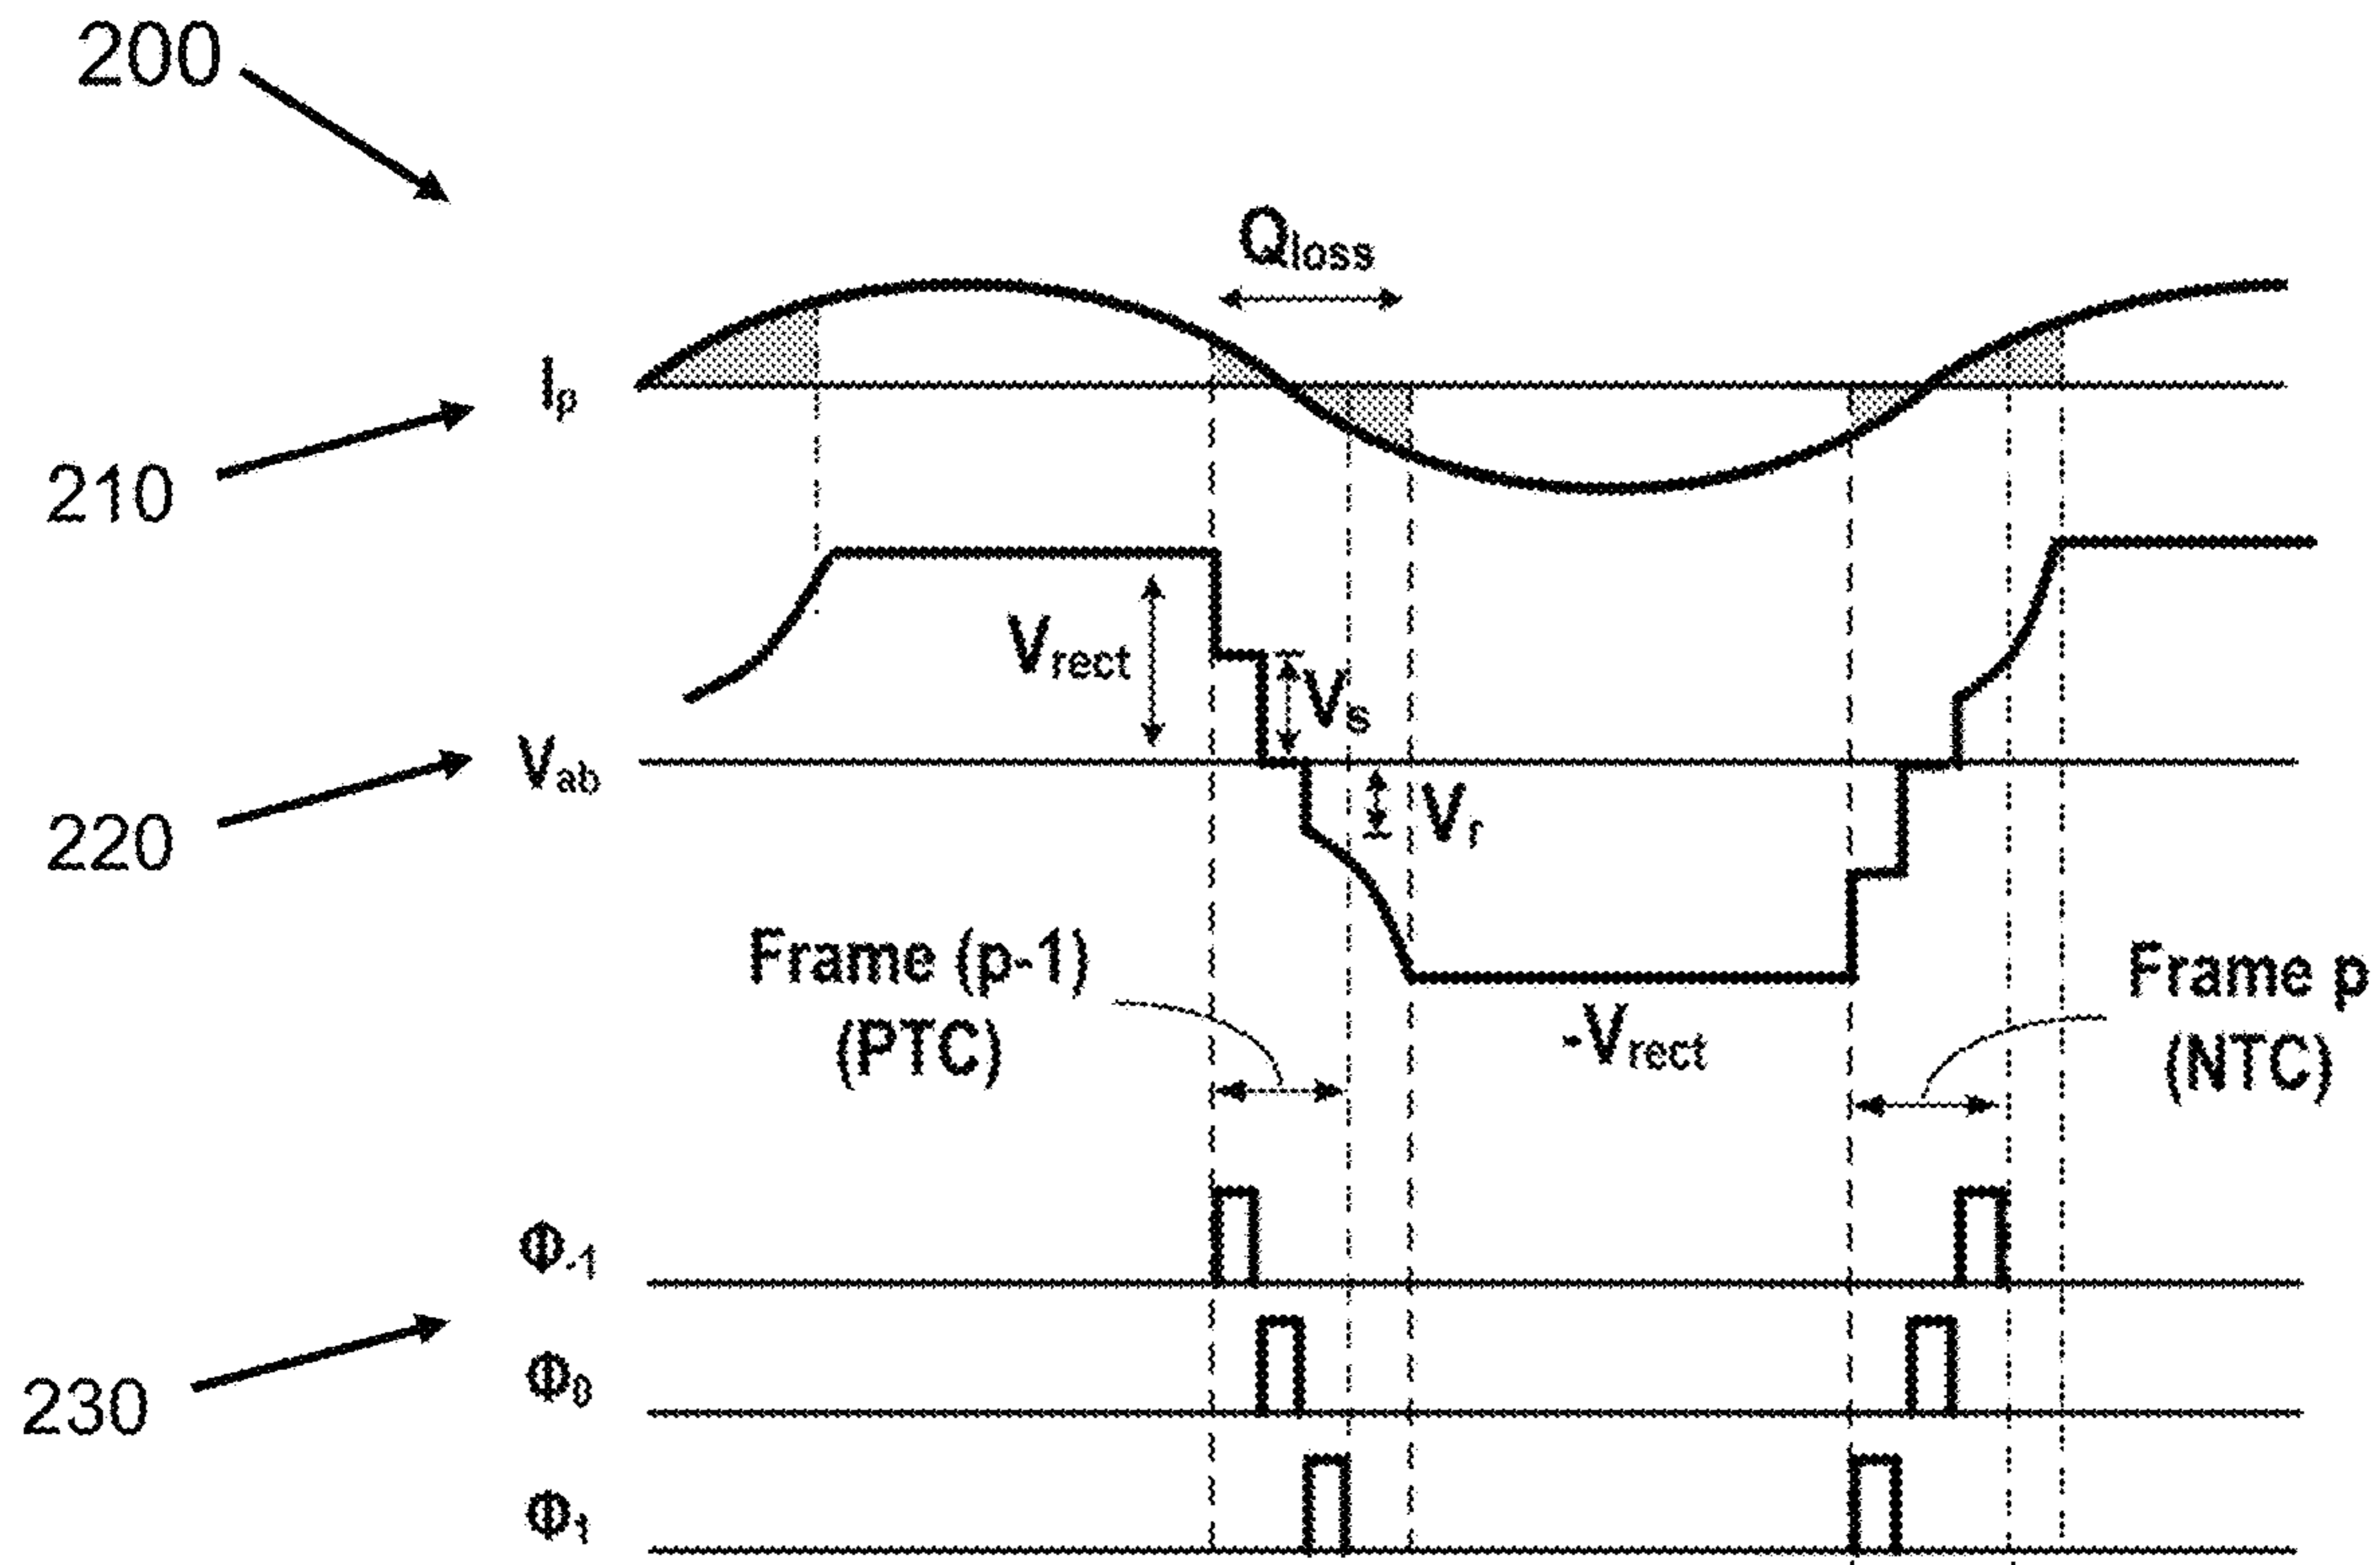 200
Qloss
Ip
210
Vrect
Vs
Vab
Vr
220
Frame (p-1)
(PTC)
-Vrect
Frame p
(NTC)
Φ-1
Φ0
230
Φ1